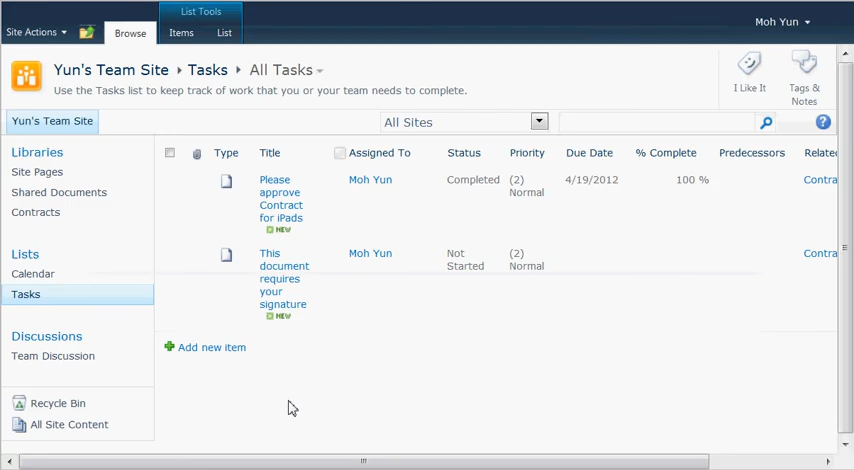 List Tools
Site Actions
Browse
Items
List
Moh Yun
Yun's Team Site
Tasks
All Tasks
Use the Tasks list to keep track of work that you or your team needs to complete.
I Like It
Tags &
Notes
Yun's Team Site
All Sites
Libraries
Site Pages
Shared Documents
Contracts
Lists
Calendar
Tasks
Discussions
Team Discussion
Recycle Bin
All Site Content
Type Title Assigned To Status Priority Due Date % Complete Predecessors Related
Please
approve
Contract
for iPads
NEW
Moh Yun
Completed
(2)
Normal
4/19/2012
100 %
Contra
This
document
requires
your
signature
NEW
Moh Yun
Not
Started
(2)
Normal
Contra
Add new item